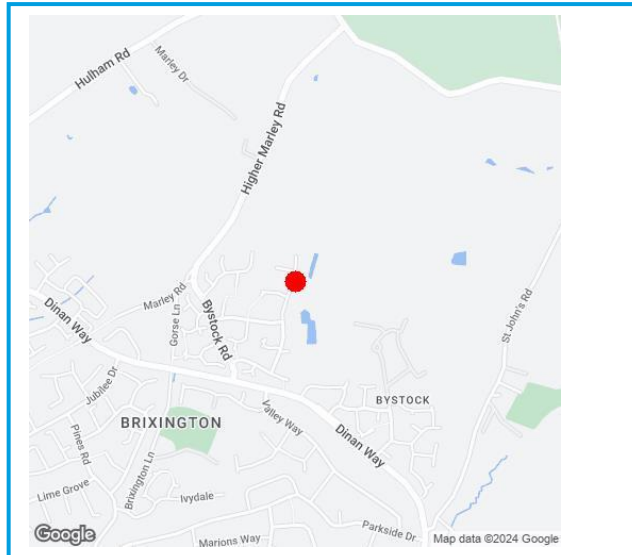 Hulham Rd
Marley Dr
Higher Marley Rd
St John's Rd
Marley Rd
Gorse Ln
Bystock Rd
Dinan Way
Jubilee Dr
BYSTOCK
BRIXINGTON
Valley Way
Dinan Way
Pines Rd
Brixington Ln
Lime Grove
Ivydale
Parkside Dr
Marions Way
Google
Map data ©2024 Google